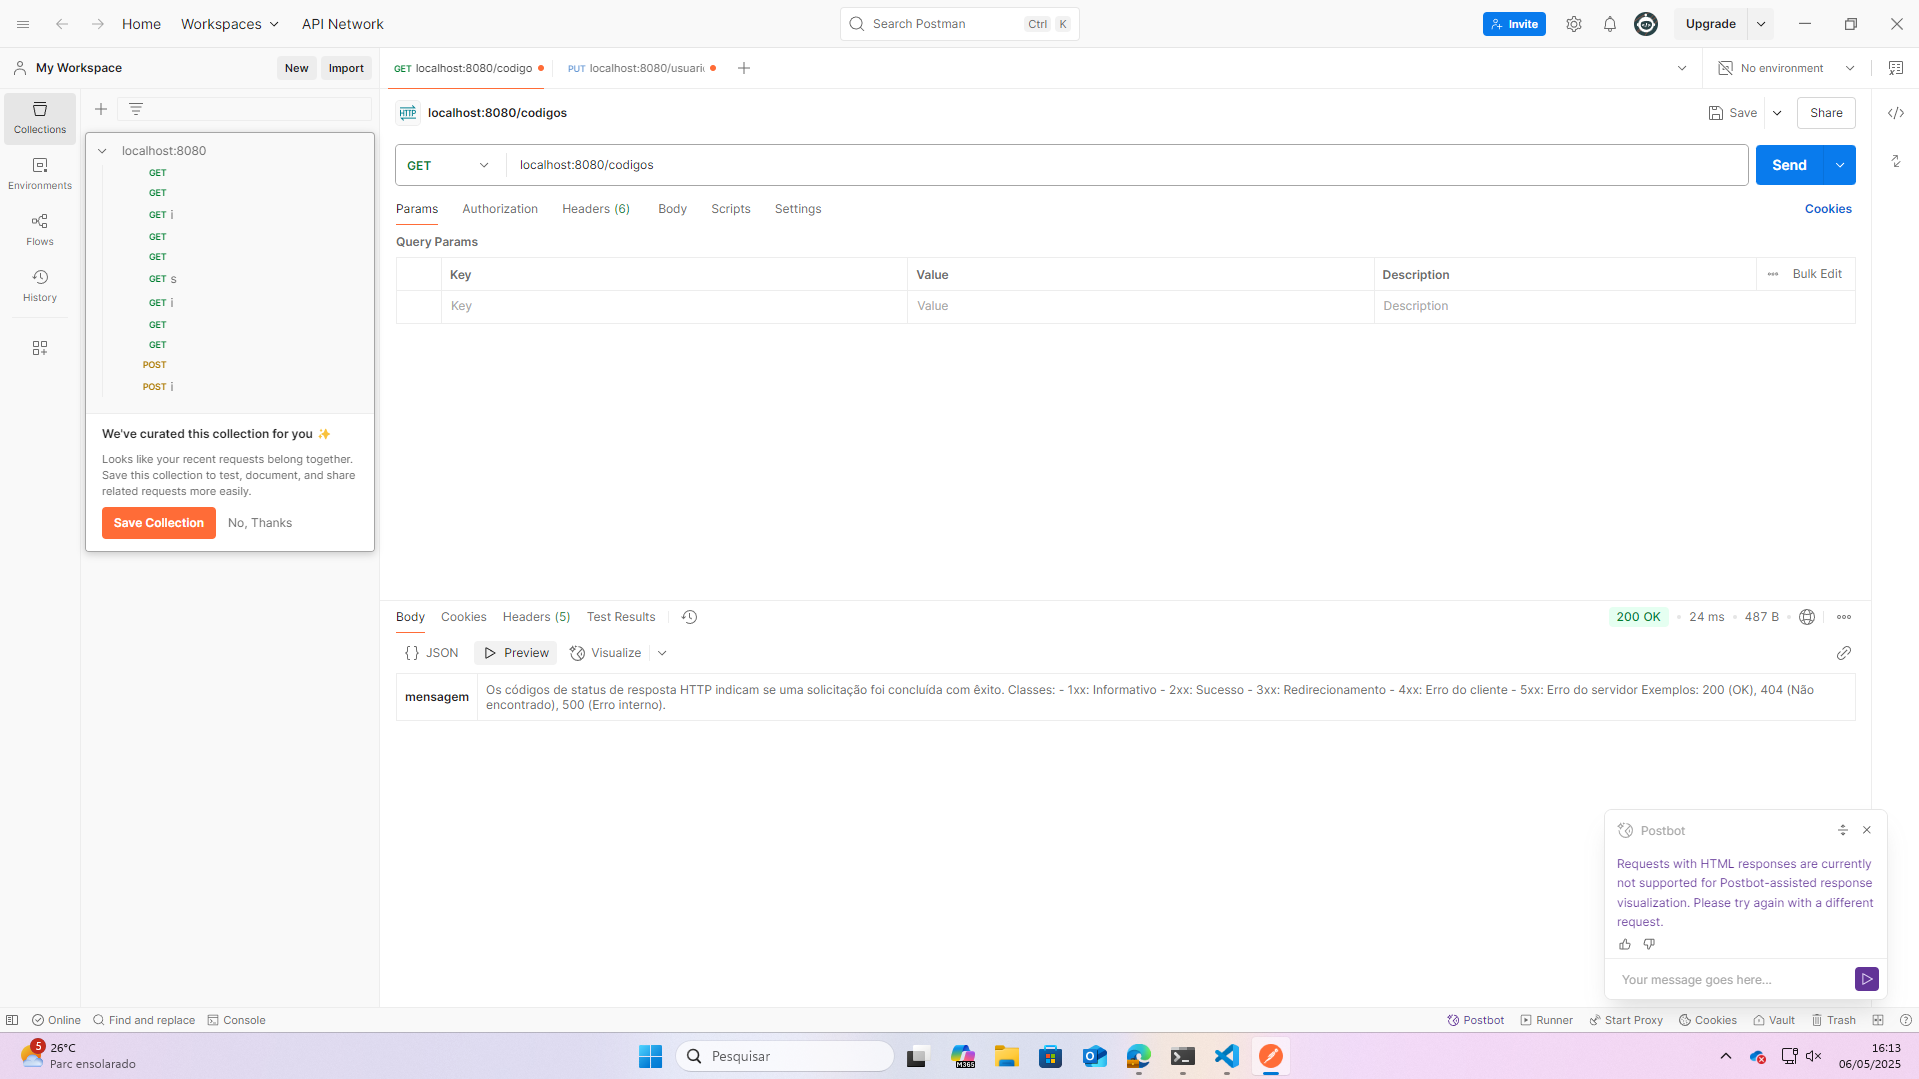 Home
Workspaces
API Network
Search Postman
Ctrl
K
Invite
Upgrade
My Workspace
New
Import
GET localhost:8080/codigo
PUT localhost:8080/usuari
No environment
Collections
Environments
Flows
History
localhost:8080
GET
GET
GET i
GET
GET
GET s
GET i
GET
GET
POST
POST i
We've curated this collection for you ✨
Looks like your recent requests belong together.
Save this collection to test, document, and share
related requests more easily.
Save Collection
No, Thanks
HTTP
localhost:8080/codigos
Save
Share
GET
localhost:8080/codigos
Send
Params
Authorization
Headers (6)
Body
Scripts
Settings
Cookies
Query Params
Key
Value
Description
Bulk Edit
Key
Value
Description
Body
Cookies
Headers (5)
Test Results
200 OK
24 ms
487 B
{} JSON
Preview
Visualize
mensagem
Os códigos de status de resposta HTTP indicam se uma solicitação foi concluída com êxito. Classes: - 1xx: Informativo - 2xx: Sucesso - 3xx: Redirecionamento - 4xx: Erro do cliente - 5xx: Erro do servidor Exemplos: 200 (OK), 404 (Não
encontrado), 500 (Erro interno).
Postbot
Requests with HTML responses are currently
not supported for Postbot-assisted response
visualization. Please try again with a different
request.
Your message goes here...
Online
Find and replace
Console
Postbot
Runner
Start Proxy
Cookies
Vault
Trash
5
26°C
Parc ensolarado
Pesquisar
M365
16:13
06/05/2025